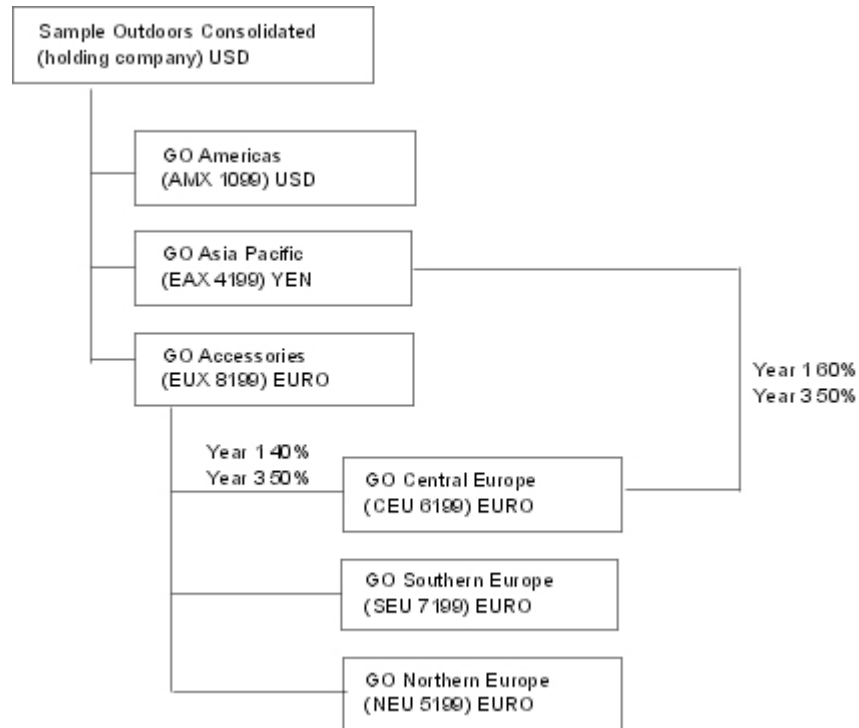 Sample Outdoors Consolidated
(holding company) USD
GO Americas
(AMX 1099) USD
GO Asia Pacific
(EAX 4199) YEN
GO Accessories
(EUX 8199) EURO
Year 1 60%
Year 3 50%
Year 1 40%
Year 3 50%
GO Central Europe
(CEU 6199) EURO
GO Southern Europe
(SEU 7199) EURO
GO Northern Europe
(NEU 5199) EURO